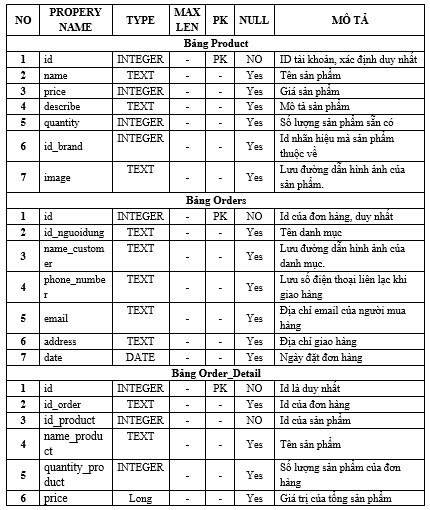 NO PROPERY NAME TYPE MAX LEN PK NULL MÔ TẢ
Bảng Product
1 id INTEGER - PK NO ID tài khoản, xác định duy nhất
2 name TEXT - - Yes Tên sản phẩm
3 price INTEGER - - Yes Giá sản phẩm
4 describe TEXT - - Yes Mô tả sản phẩm
5 quantity INTEGER - - Yes Số lượng sản phẩm sẵn có
6 id_brand INTEGER - - Yes Id nhãn hiệu mà sản phẩm
thuộc về
7 image TEXT - - Yes Lưu đường dẫn hình ảnh của
sản phẩm.
Bảng Orders
1 id INTEGER - PK NO Id của đơn hàng, duy nhất
2 id_nguoidung TEXT - - Yes Tên danh mục
3 name_custom
er TEXT - - Yes Lưu đường dẫn hình ảnh của
danh mục.
4 phone_numbe
r TEXT - - Yes Lưu số điện thoại liên lạc khi
giao hàng
5 email TEXT - - Yes Địa chỉ email của người mua
hàng
6 address TEXT - - Yes Địa chỉ giao hàng
7 date DATE - - Yes Ngày đặt đơn hàng
Bảng Order_Detail
1 id INTEGER - PK NO Id là duy nhất
2 id_order TEXT - - Yes Id của đơn hàng
3 id_product INTEGER - - NO Id của sản phẩm
4 name_produ
ct TEXT - - Yes Tên sản phẩm
5 quantity_pro
duct INTEGER - - Yes Số lượng sản phẩm của đơn
hàng
6 price Long - - Yes Giá trị của tổng sản phẩm